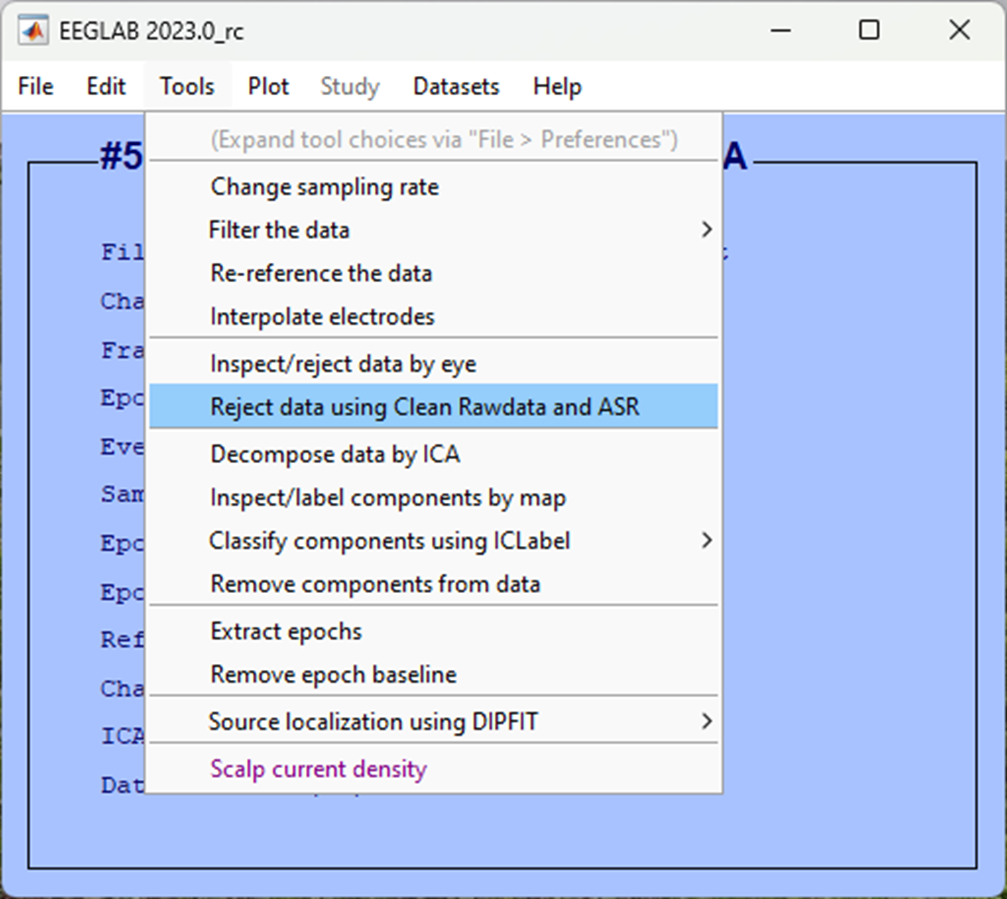 EEGLAB 2023.0_rc
File Edit Tools Plot Study Datasets Help
(Expand tool choices via "File > Preferences")
#5 A
Change sampling rate
Filter the data
Re-reference the data
Interpolate electrodes
Inspect/reject data by eye
Reject data using Clean Rawdata and ASR
Decompose data by ICA
Inspect/label components by map
Classify components using ICLabel
Remove components from data
Extract epochs
Remove epoch baseline
Source localization using DIPFIT
Scalp current density
Fil
Cha
Fra
Epo
Eve
Sam
Epo
Epo
Ref
Cha
ICA
Dat